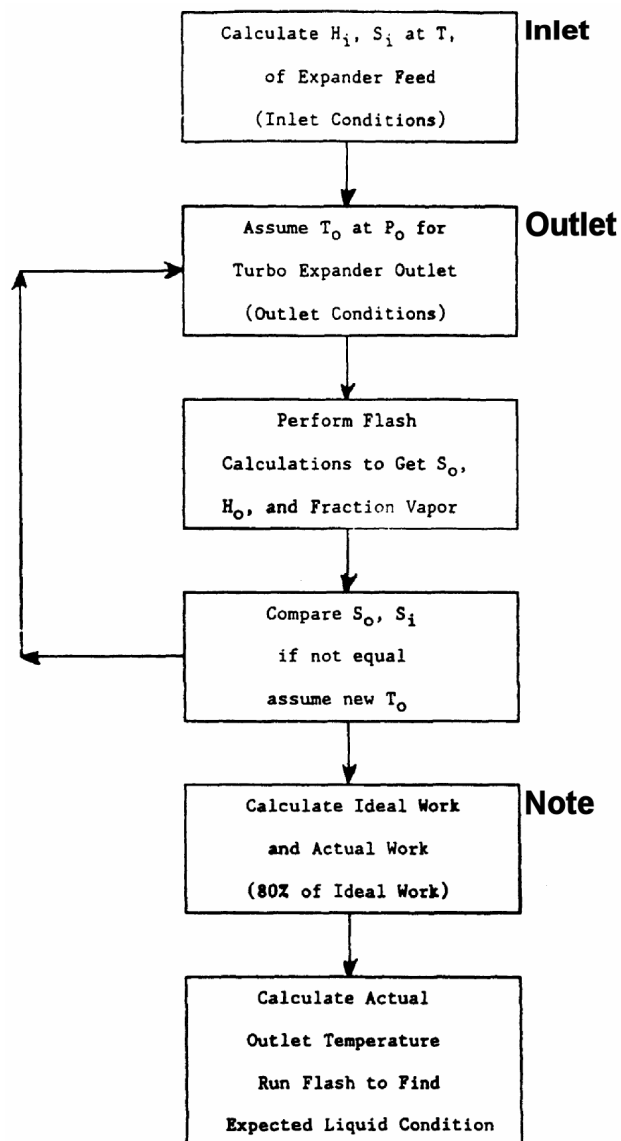 Calculate Hi, Si at T,
of Expander Feed
(Inlet Conditions)
Inlet
Assume To at Po for
Turbo Expander Outlet
(Outlet Conditions)
Outlet
Perform Flash
Calculations to Get So,
Ho, and Fraction Vapor
Compare So, Si
if not equal
assume new To
Calculate Ideal Work
and Actual Work
(80% of Ideal Work)
Note
Calculate Actual
Outlet Temperature
Run Flash to Find
Expected Liquid Condition